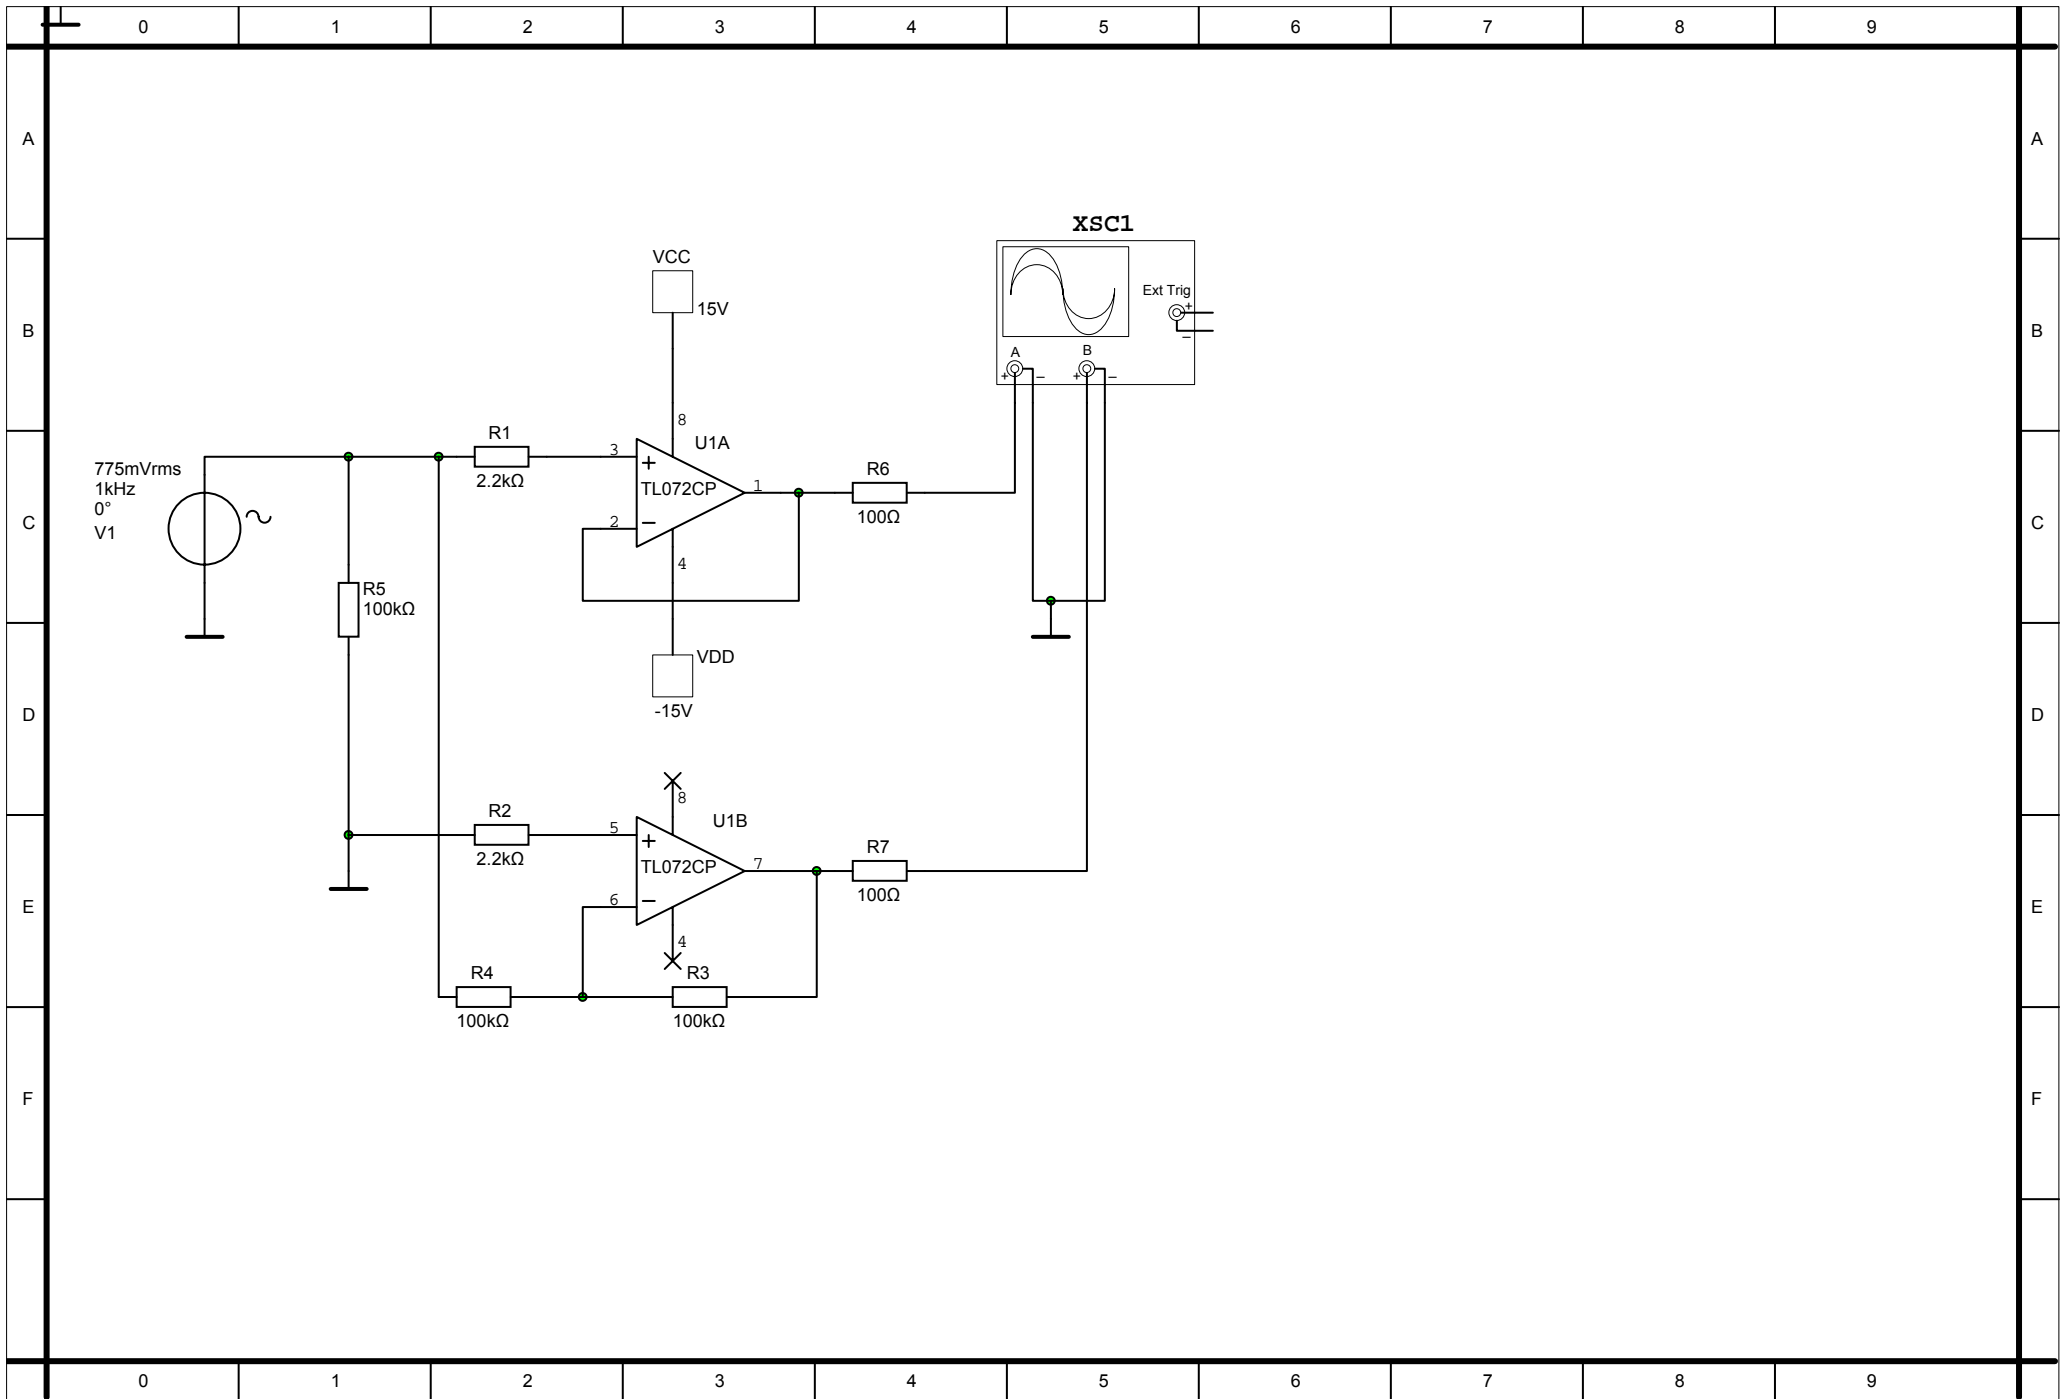 0 1 2 3 4 5 6 7 8 9
A A
XSC1
VCC
15V
Ext Trig
+
−
B B
A B
+ − + −
8
R1
3
+
U1A
775mVrms
1kHz
0°
V1
2.2kΩ
TL072CP
1
R6
100Ω
C C
2
−
4
R5
100kΩ
VDD
-15V
D D
8
R2
5
+
U1B
2.2kΩ
TL072CP
7
R7
100Ω
E E
6
−
4
R4 R3
100kΩ 100kΩ
F F
0 1 2 3 4 5 6 7 8 9